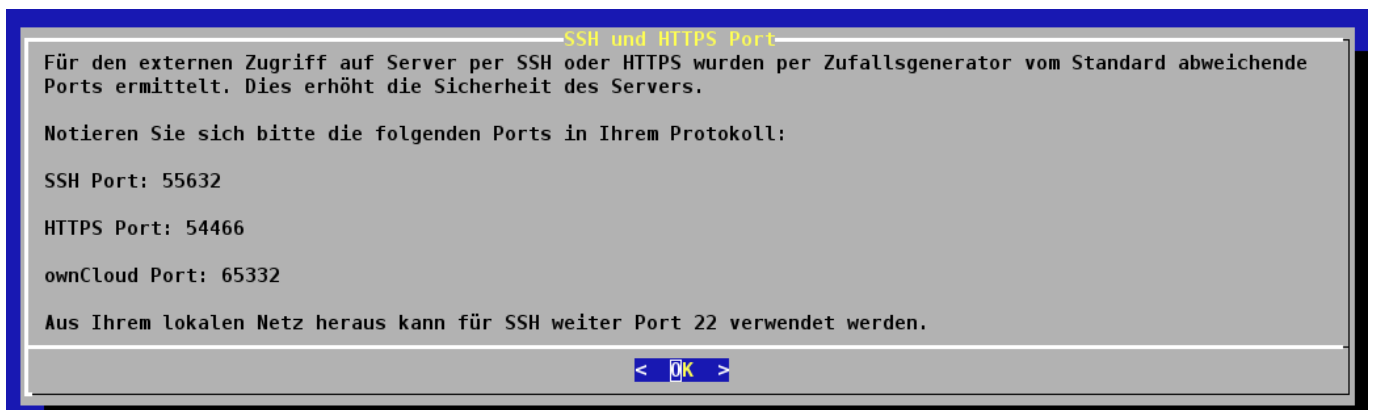 SSH und HTTPS Port
Für den externen Zugriff auf Server per SSH oder HTTPS wurden per Zufallsgenerator vom Standard abweichende
Ports ermittelt. Dies erhöht die Sicherheit des Servers.
Notieren Sie sich bitte die folgenden Ports in Ihrem Protokoll:
SSH Port: 55632
HTTPS Port: 54466
ownCloud Port: 65332
Aus Ihrem lokalen Netz heraus kann für SSH weiter Port 22 verwendet werden.
< OK >